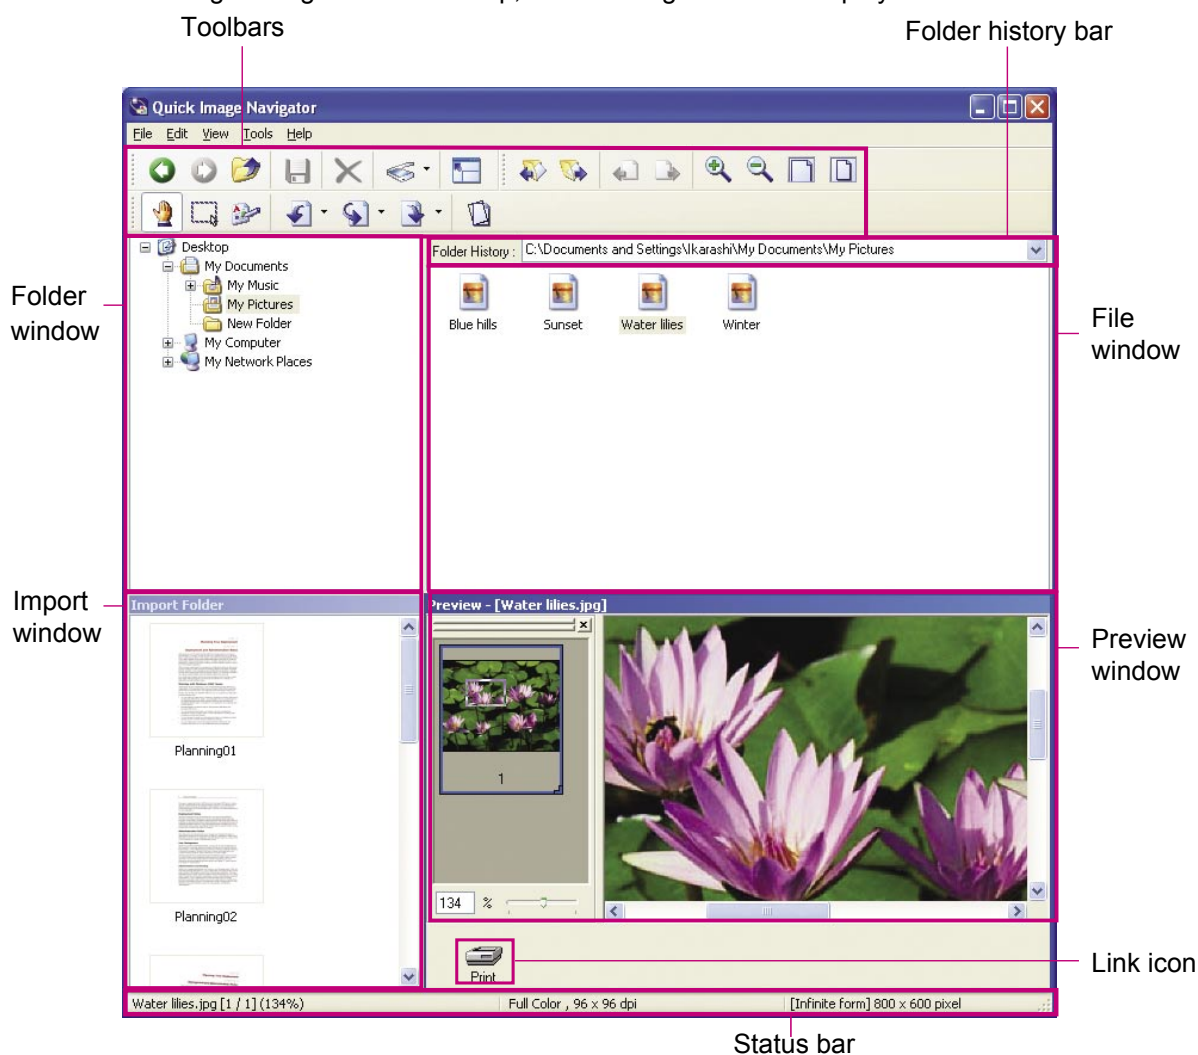 Toolbars
Folder history bar
Quick Image Navigator
File Edit View Tools Help
Desktop
My Documents
My Music
My Pictures
New Folder
My Computer
My Network Places
Folder History : C:\Documents and Settings\Ikarashi\My Documents\My Pictures
Blue hills Sunset Water lilies Winter
Folder
window
File
window
Import
window
Import Folder
Planning01
Planning02
Preview - [Water lilies.jpg]
1
134 %
Preview
window
Print
Link icon
Water lilies.jpg [1 / 1] (134%) Full Color , 96 x 96 dpi [Infinite form] 800 x 600 pixel
Status bar